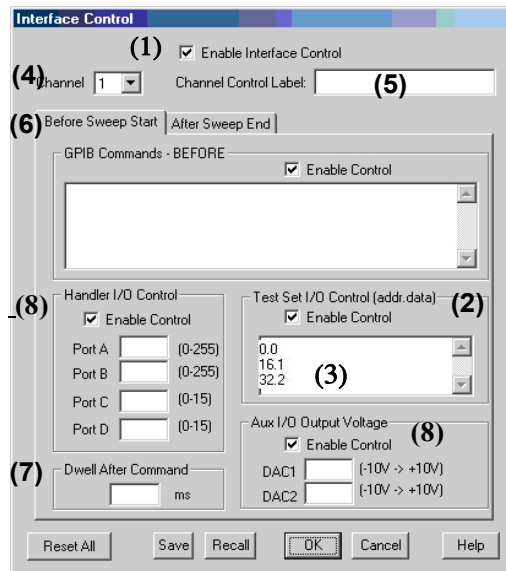 Interface Control
(1) Enable Interface Control
(4) Channel 1 Channel Control Label: (5)
(6) Before Sweep Start After Sweep End
GPIB Commands - BEFORE
Enable Control
Handler I/O Control
(8) Enable Control
Port A (0-255)
Port B (0-255)
Port C (0-15)
Port D (0-15)
Test Set I/O Control (addr.data) (2)
Enable Control
0.0
16.1
32.2
(3)
Aux I/O Output Voltage
Enable Control (8)
DAC1 (-10V -> +10V)
DAC2 (-10V -> +10V)
(7) Dwell After Command
ms
Reset All Save Recall OK Cancel Help